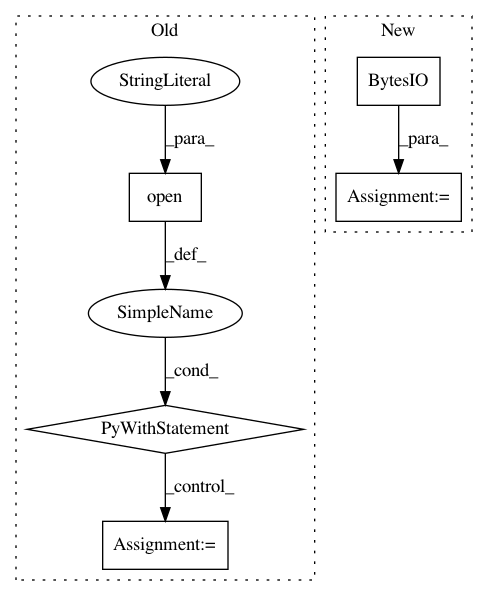 Old
New
StringLiteral
BytesIO
_para_
_para_
open
Assignment:=
_def_
SimpleName
_cond_
PyWithStatement
_control_
Assignment:=